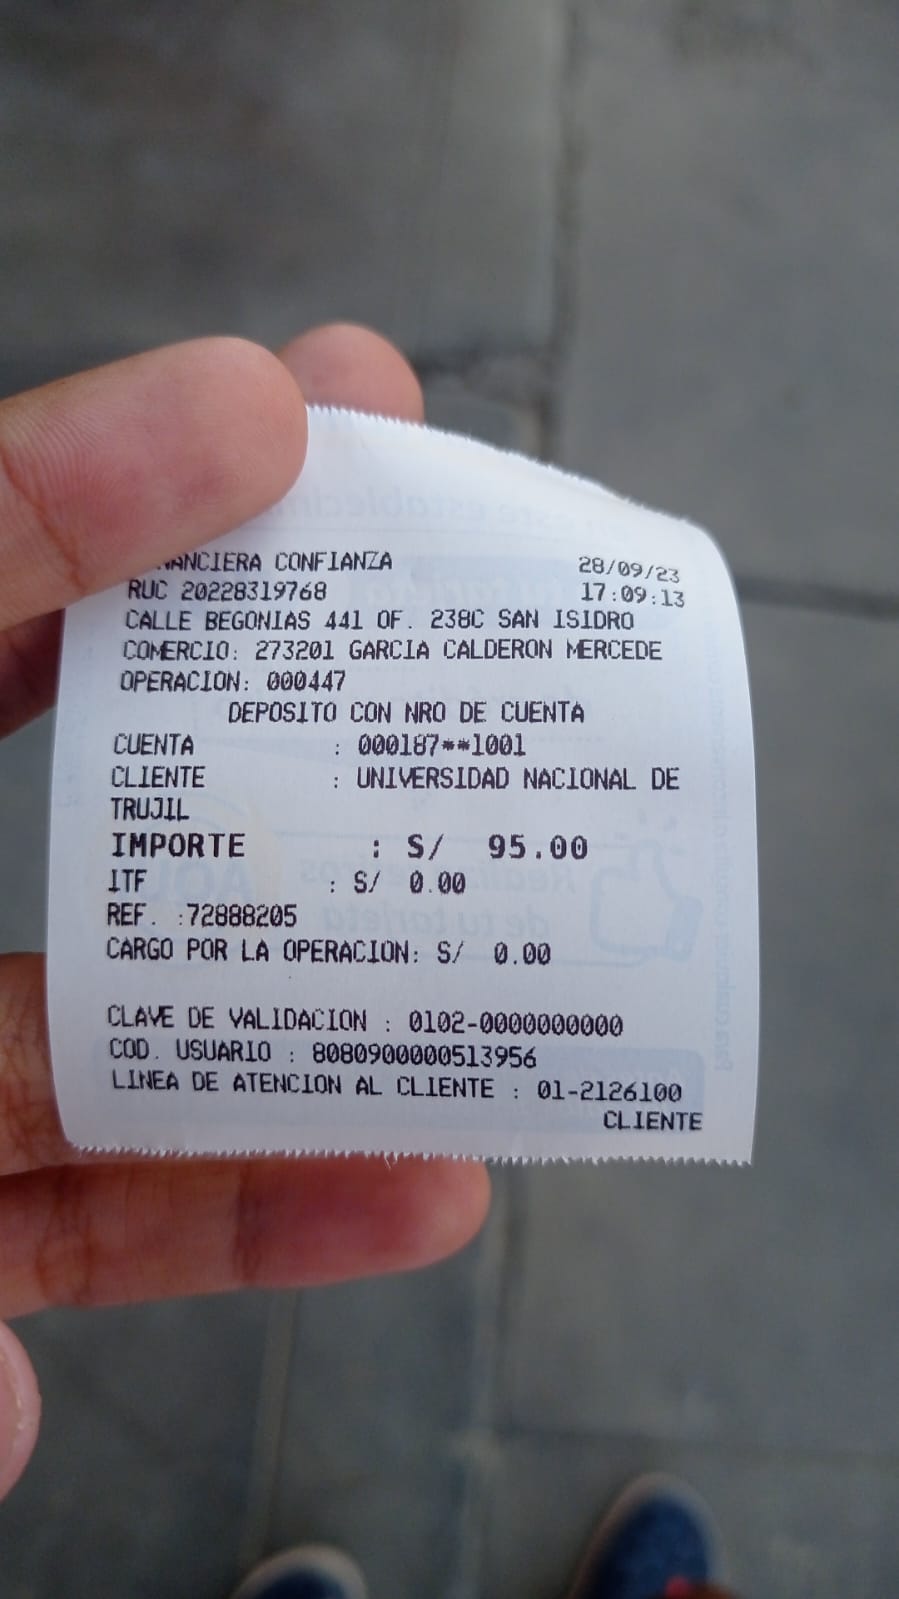 NANCIERA CONFIANZA 28/09/23
RUC 20228319768 17:09:13
CALLE BEGONIAS 441 OF. 238C SAN ISIDRO
COMERCIO: 273201 GARCIA CALDERON MERCEDE
OPERACION: 000447
DEPOSITO CON NRO DE CUENTA
CUENTA : 000187**1001
CLIENTE : UNIVERSIDAD NACIONAL DE
TRUJIL
IMPORTE : S/ 95.00
ITF : S/ 0.00
REF. :72888205
CARGO POR LA OPERACION: S/ 0.00
CLAVE DE VALIDACION : 0102-0000000000
COD. USUARIO : 8080900000513956
LINEA DE ATENCION AL CLIENTE : 01-2126100
CLIENTE